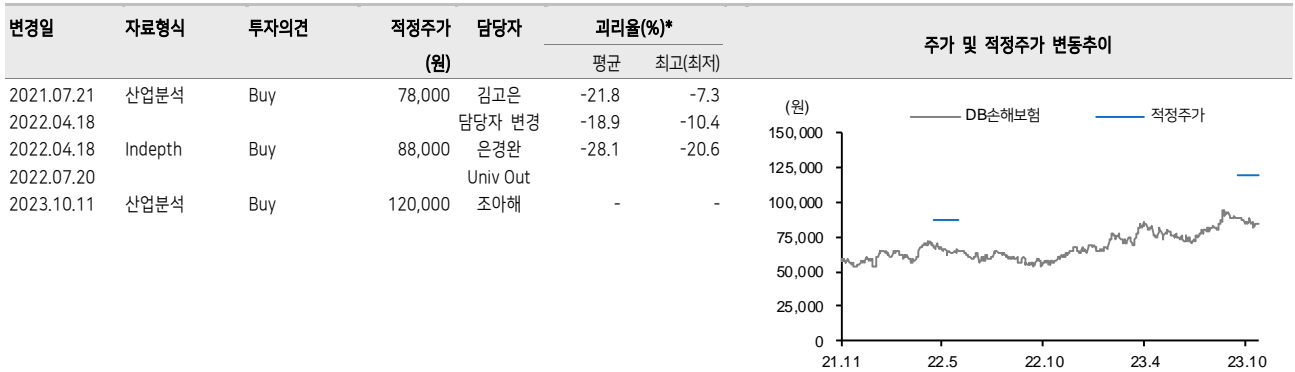 변경일 자료형식 투자의견 적정주가 담당자 괴리율(%)* 주가 및 적정주가 변동추이
(원) 평균 최고(최저)
2021.07.21 산업분석 Buy 78,000 김고은 -21.8 -7.3
2022.04.18 담당자 변경 -18.9 -10.4
2022.04.18 Indepth Buy 88,000 은경완 -28.1 -20.6
2022.07.20 Univ Out
2023.10.11 산업분석 Buy 120,000 조아해 - -
(원) DB손해보험 적정주가
150,000
125,000
100,000
75,000
50,000
25,000
0
21.11 22.5 22.10 23.4 23.10